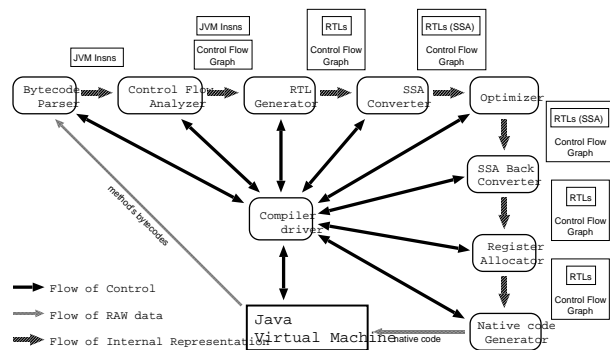 JVM Insns
JVM Insns
Control Flow
Graph
RTLs
Control Flow
Graph
RTLs (SSA)
Control Flow
Graph
Bytecode
Parser
Control Flow
Analyzer
RTL
Generator
SSA
Converter
Optimizer
RTLs (SSA)
Control Flow
Graph
SSA Back
Converter
RTLs
Control Flow
Graph
method's bytecodes
Compiler
driver
Register
Allocator
RTLs
Control Flow
Graph
Flow of Control
Flow of RAW data
Flow of Internal Representation
Java
Virtual Machine
native code
Native code
Generator